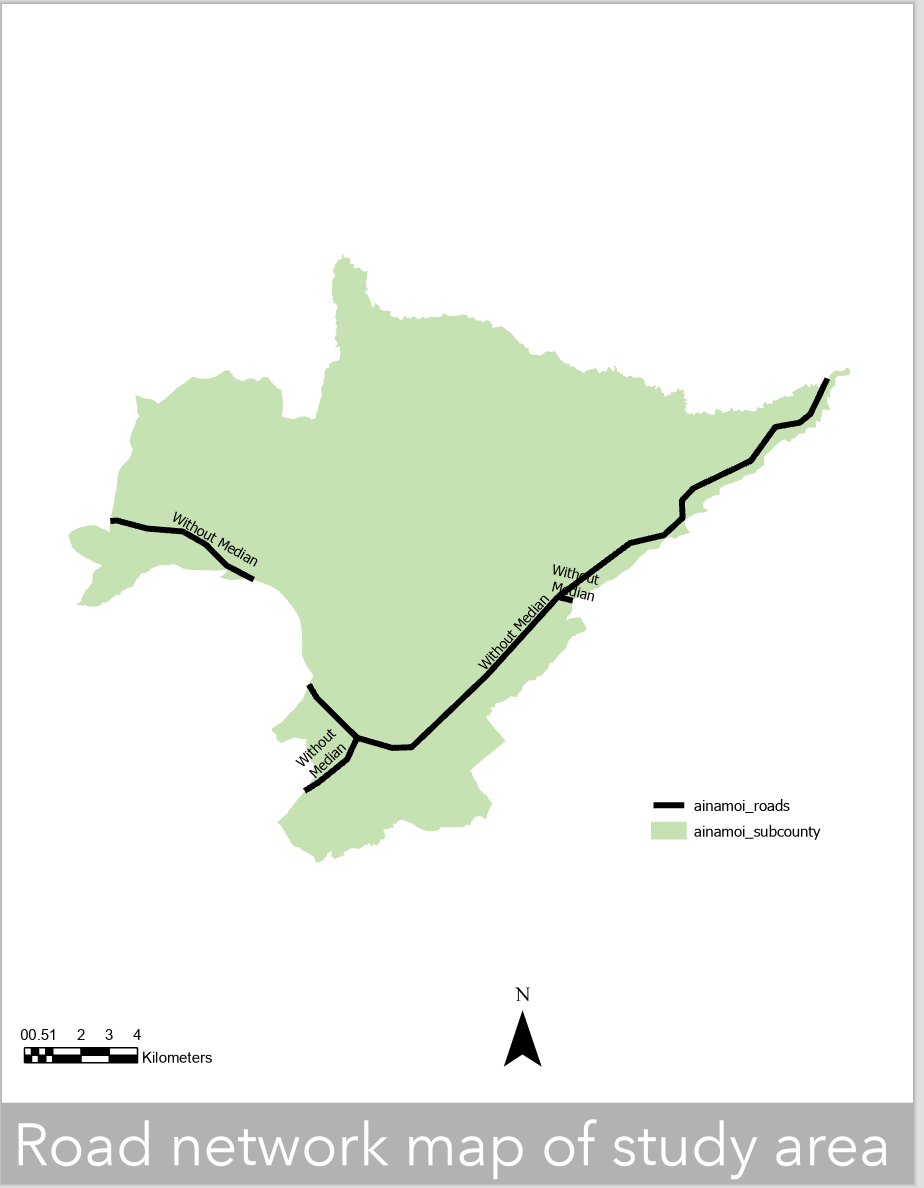 Without Median
Without
Median
Without Median
Without
Median
ainamoi_roads
ainamoi_subcounty
N
00.51 2 3 4
Kilometers
Road network map of study area